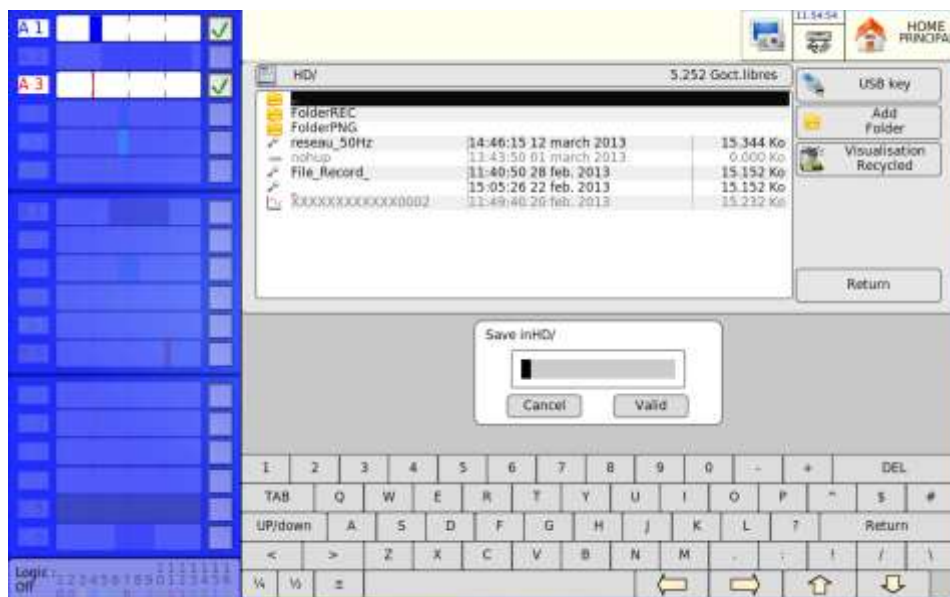 A 1
A 3
Logic :
Off
11:54:54
HOME
PRINCIPA
HD/ 5.252 Goct.libres
..
FolderREC
FolderPNG
reseau_50Hz 14:46:15 12 march 2013 15.344 Ko
nohup 13:43:50 01 march 2013 0.000 Ko
File_Record_ 11:40:50 28 feb. 2013 15.152 Ko
15:05:26 22 feb. 2013 15.152 Ko
11:49:40 20 feb. 2013 15.232 Ko
USB key
Add
Folder
Visualisation
Recycled
Return
Save inHD/
Cancel Valid
1 2 3 4 5 6 7 8 9 0 - + DEL
TAB Q W E R T Y U I O P ^ $ #
UP/down A S D F G H J K L ? Return
< > Z X C V B N M . : ! / \
¼ ½ ±